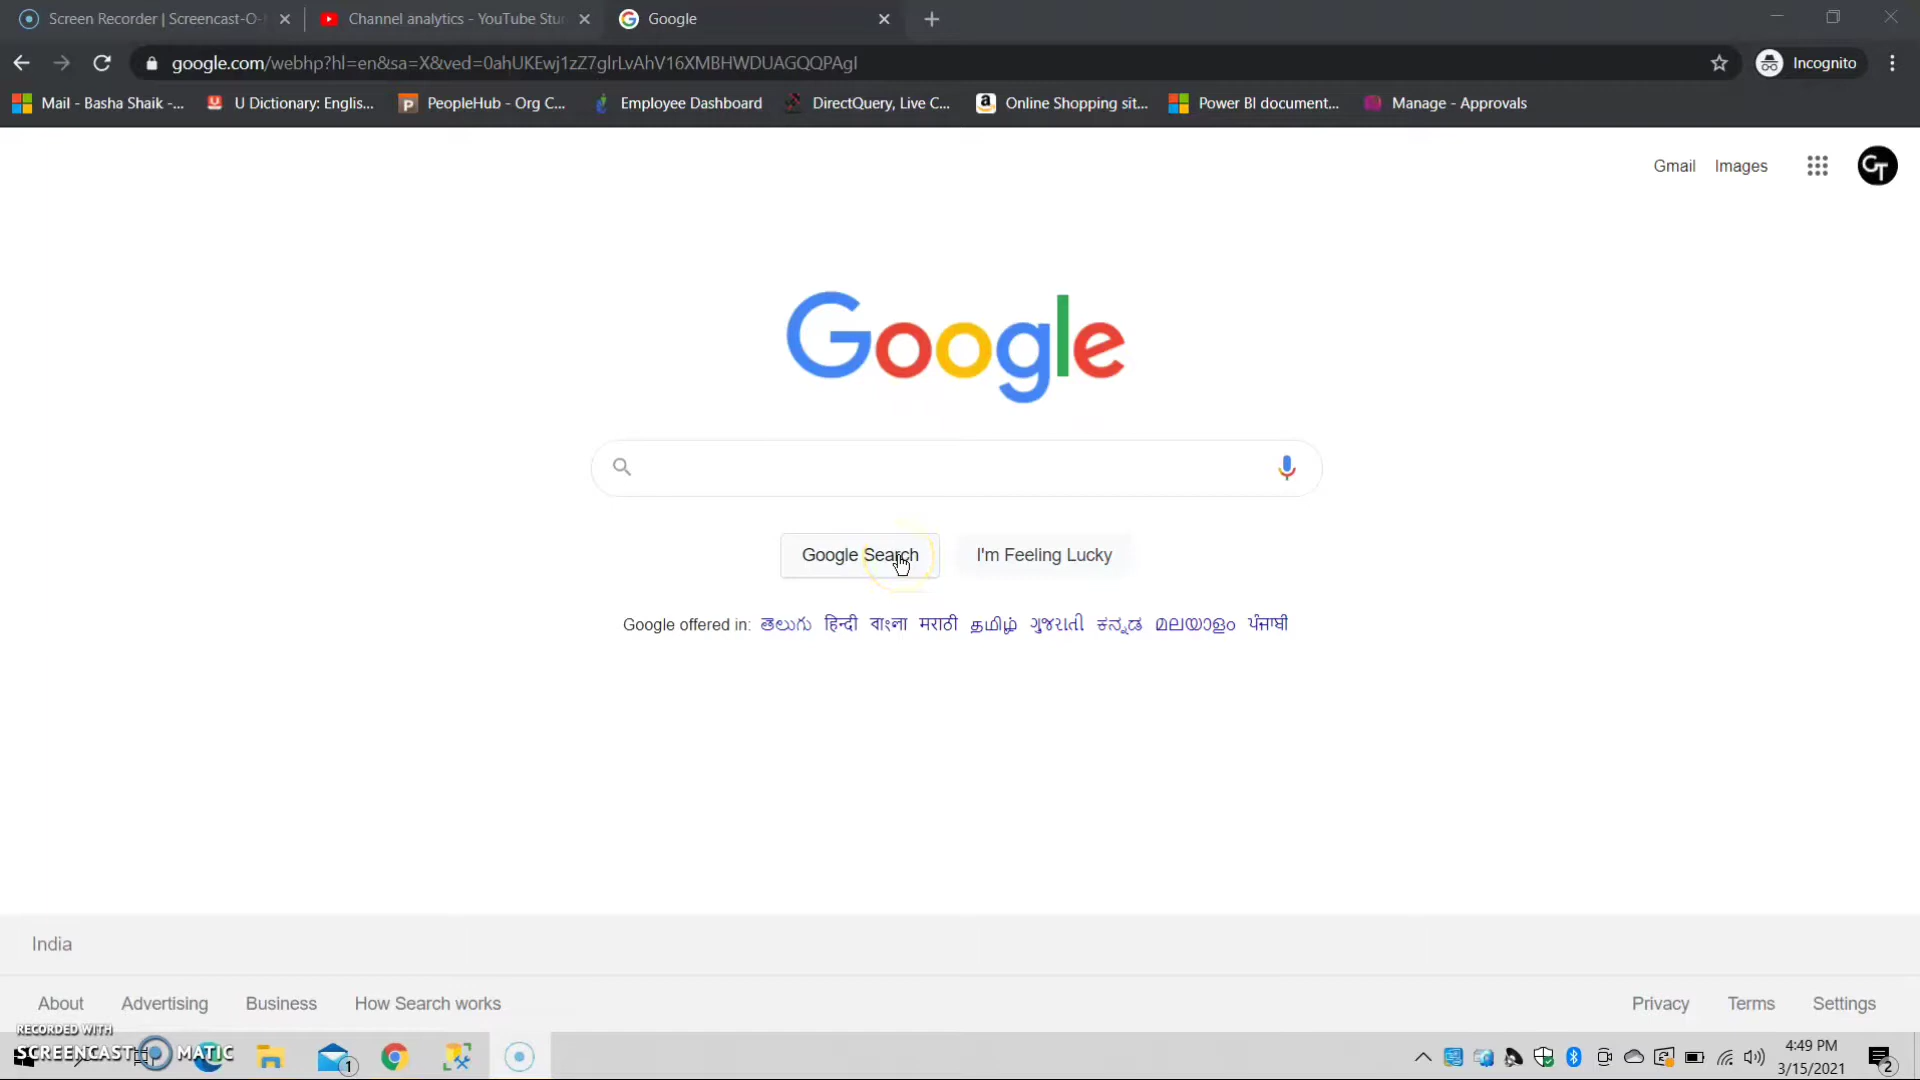 Screen Recorder | Screencast-O-
Channel analytics - YouTube Stu
Google
google.com/webhp?hl=en&sa=X&ved=0ahUKEwj1zZ7glrLvAhV16XMBHWDUAGQQPAgI
Incognito
Mail - Basha Shaik -...
U Dictionary: Englis...
PeopleHub - Org C...
Employee Dashboard
DirectQuery, Live C...
Online Shopping sit...
Power BI document...
Manage - Approvals
Gmail Images
GT
Google
Google Search
I'm Feeling Lucky
Google offered in: తెలుగు हिन्दी বাংলা मराठी தமிழ் ગુજરાતી ಕನ್ನಡ മലയാളം ਪੰਜਾਬੀ
India
About Advertising Business How Search works
Privacy Terms Settings
RECORDED WITH
SCREENCAST MATIC
1
4:49 PM
3/15/2021
2